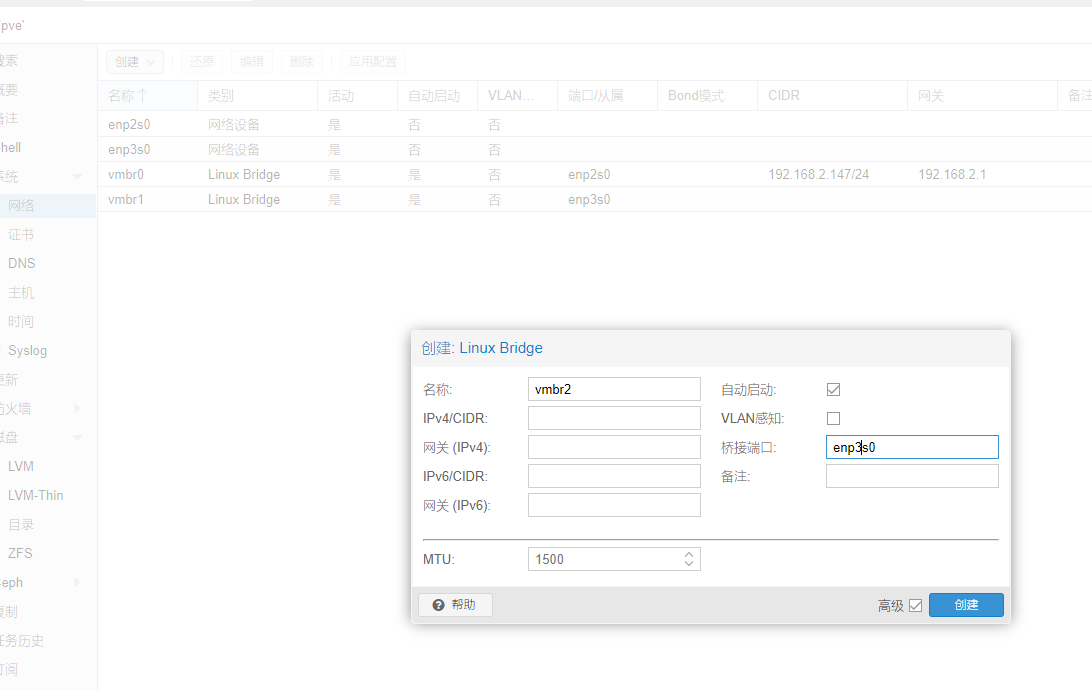 pve'
搜索
概要
备注
hell
系统
网络
证书
DNS
主机
时间
Syslog
更新
防火墙
磁盘
LVM
LVM-Thin
目录
ZFS
Ceph
复制
任务历史
订阅
创建 还原 编辑 删除 应用配置
名称 ↑ 类别 活动 自动启动 VLAN... 端口/从属 Bond模式 CIDR 网关 备注
enp2s0 网络设备 是 否 否
enp3s0 网络设备 是 否 否
vmbr0 Linux Bridge 是 是 否 enp2s0 192.168.2.147/24 192.168.2.1
vmbr1 Linux Bridge 是 是 否 enp3s0
创建: Linux Bridge
名称: vmbr2 自动启动:
IPv4/CIDR: VLAN感知:
网关 (IPv4): 桥接端口: enp3s0
IPv6/CIDR: 备注:
网关 (IPv6):
MTU: 1500
帮助 高级 创建